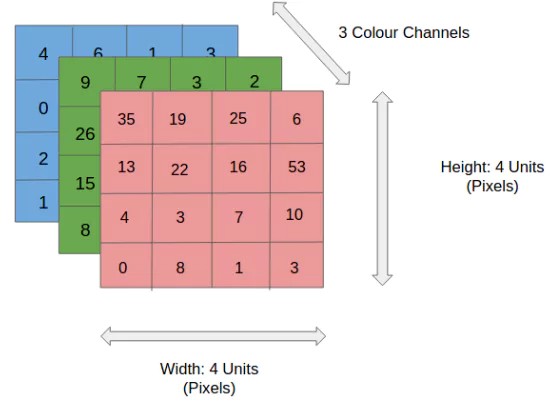 3 Colour Channels
4 6 1 3
9 7 3 2
0
35 19 25 6
26
2
13 22 16 53
15
1
4 3 7 10
8
0 8 1 3
Height: 4 Units
(Pixels)
Width: 4 Units
(Pixels)